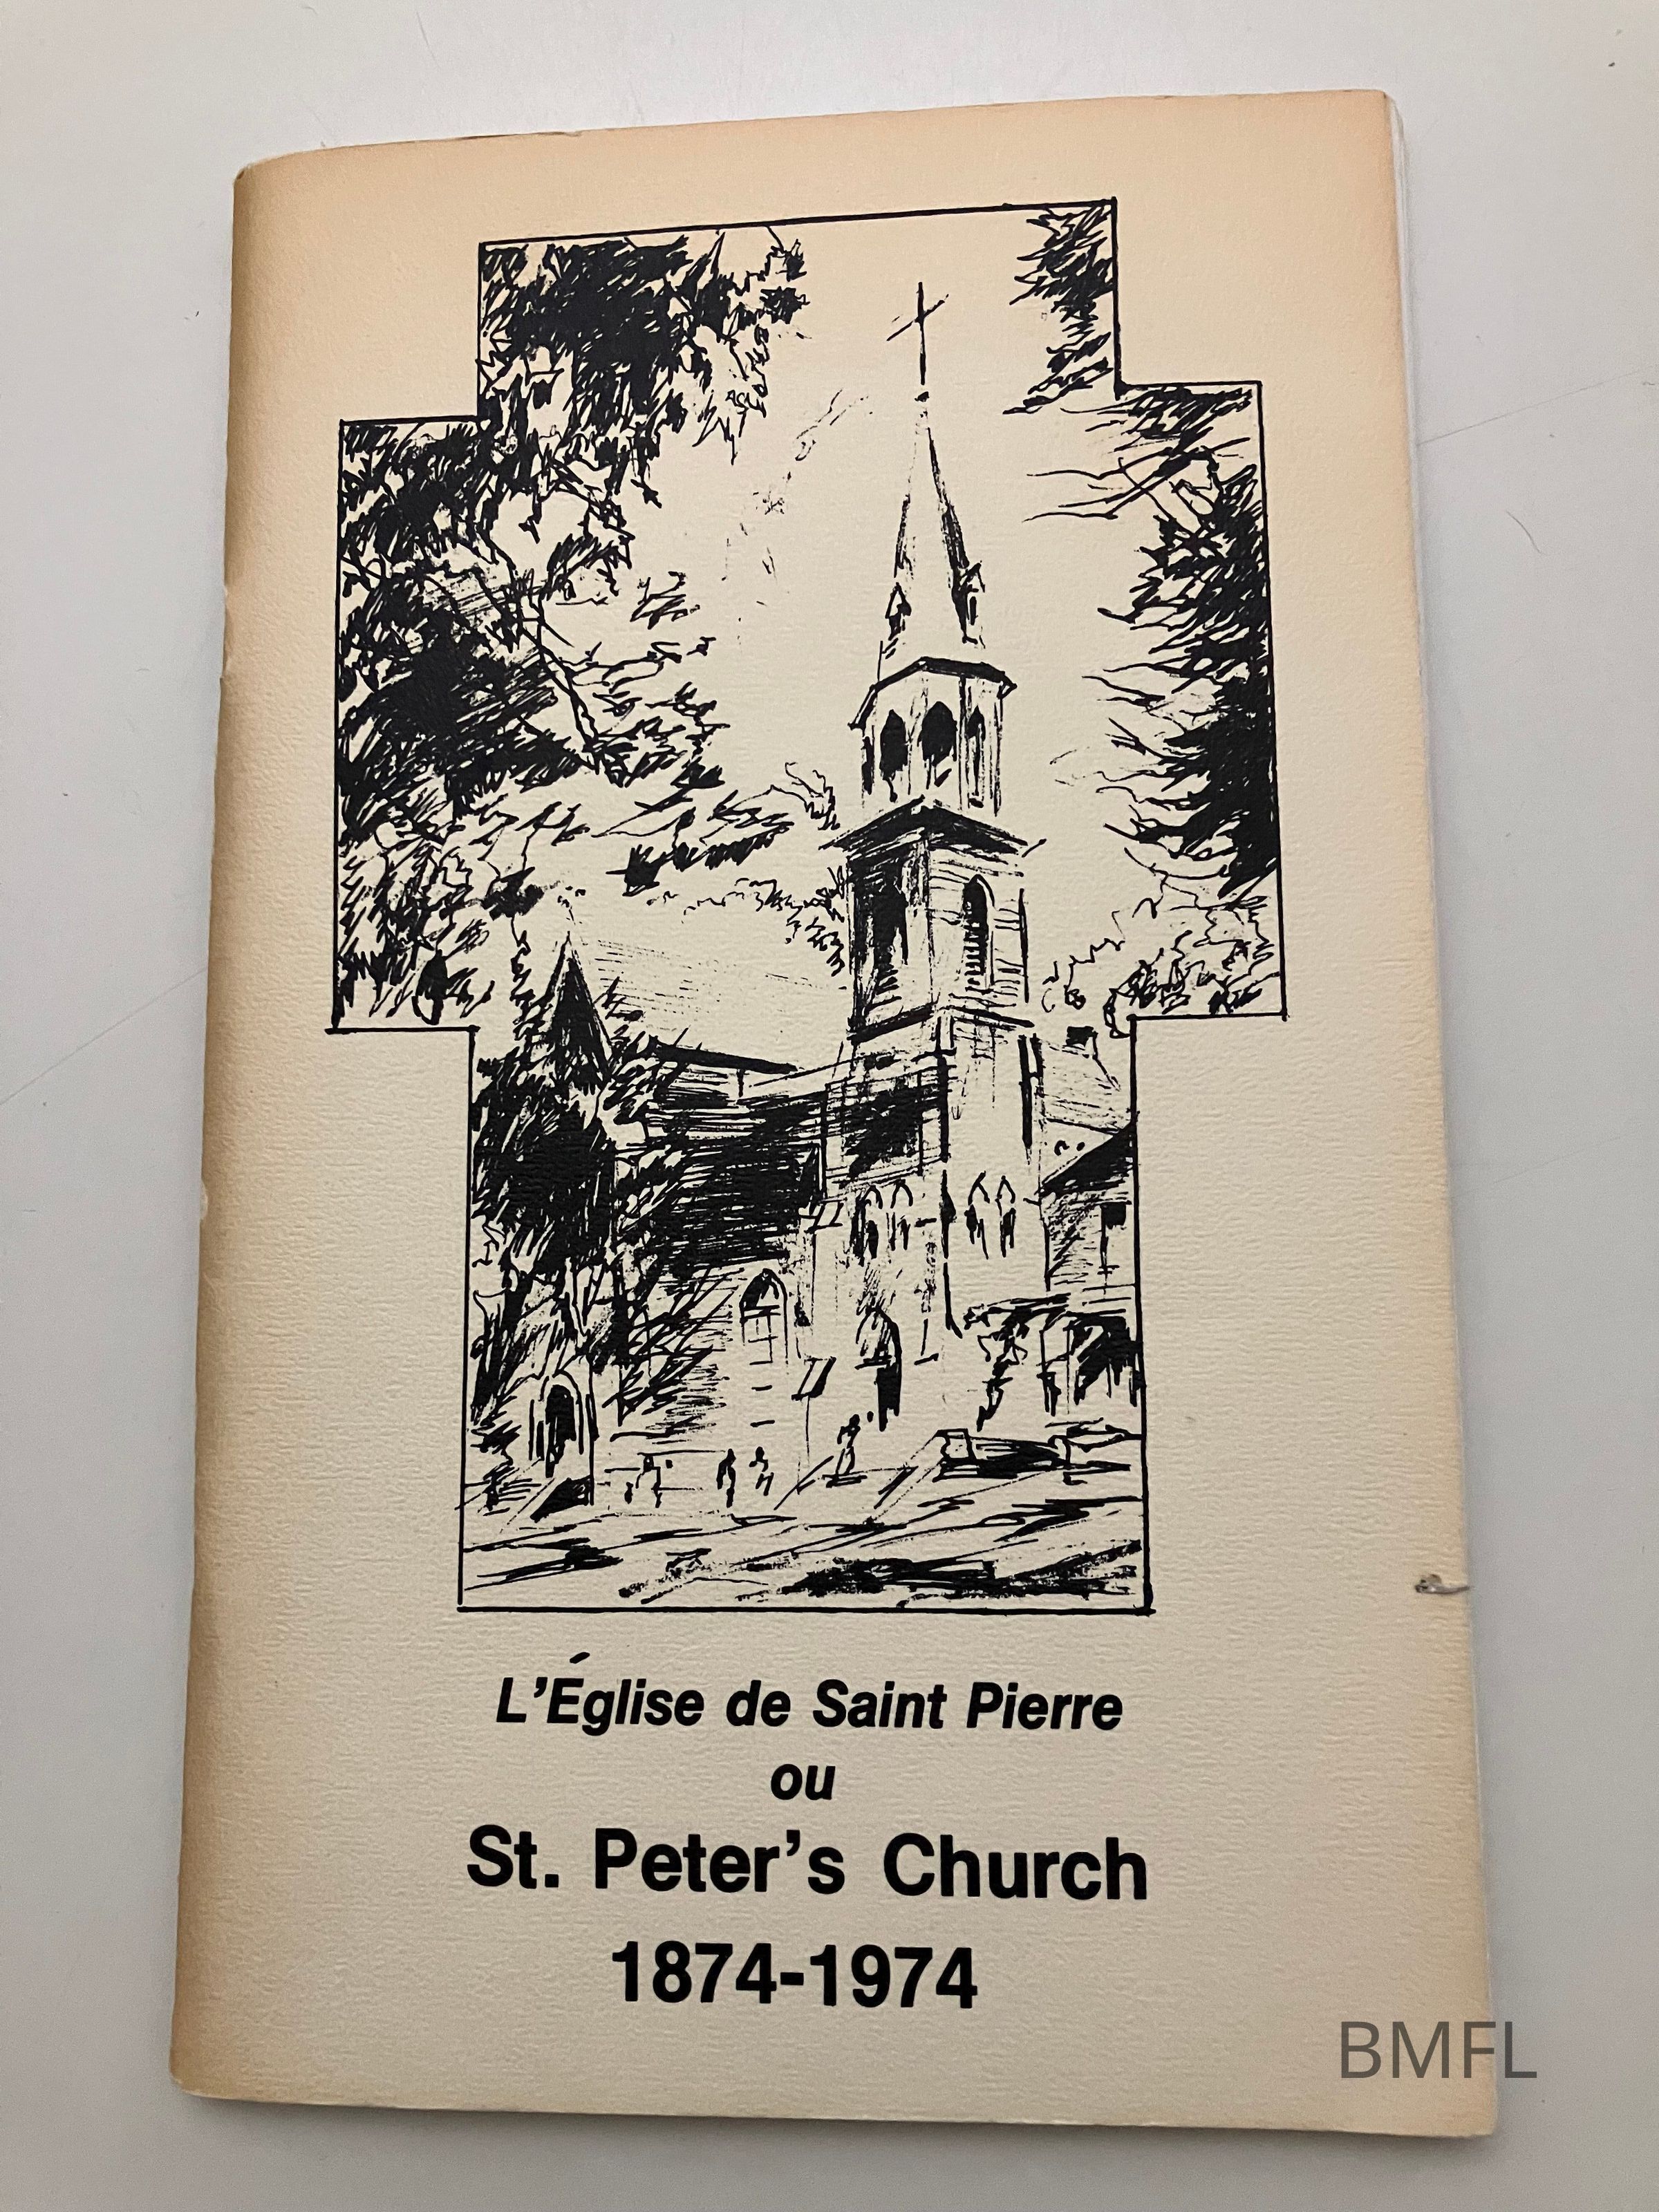 L'Église de Saint Pierre
ou
St. Peter's Church
1874-1974
BMFL